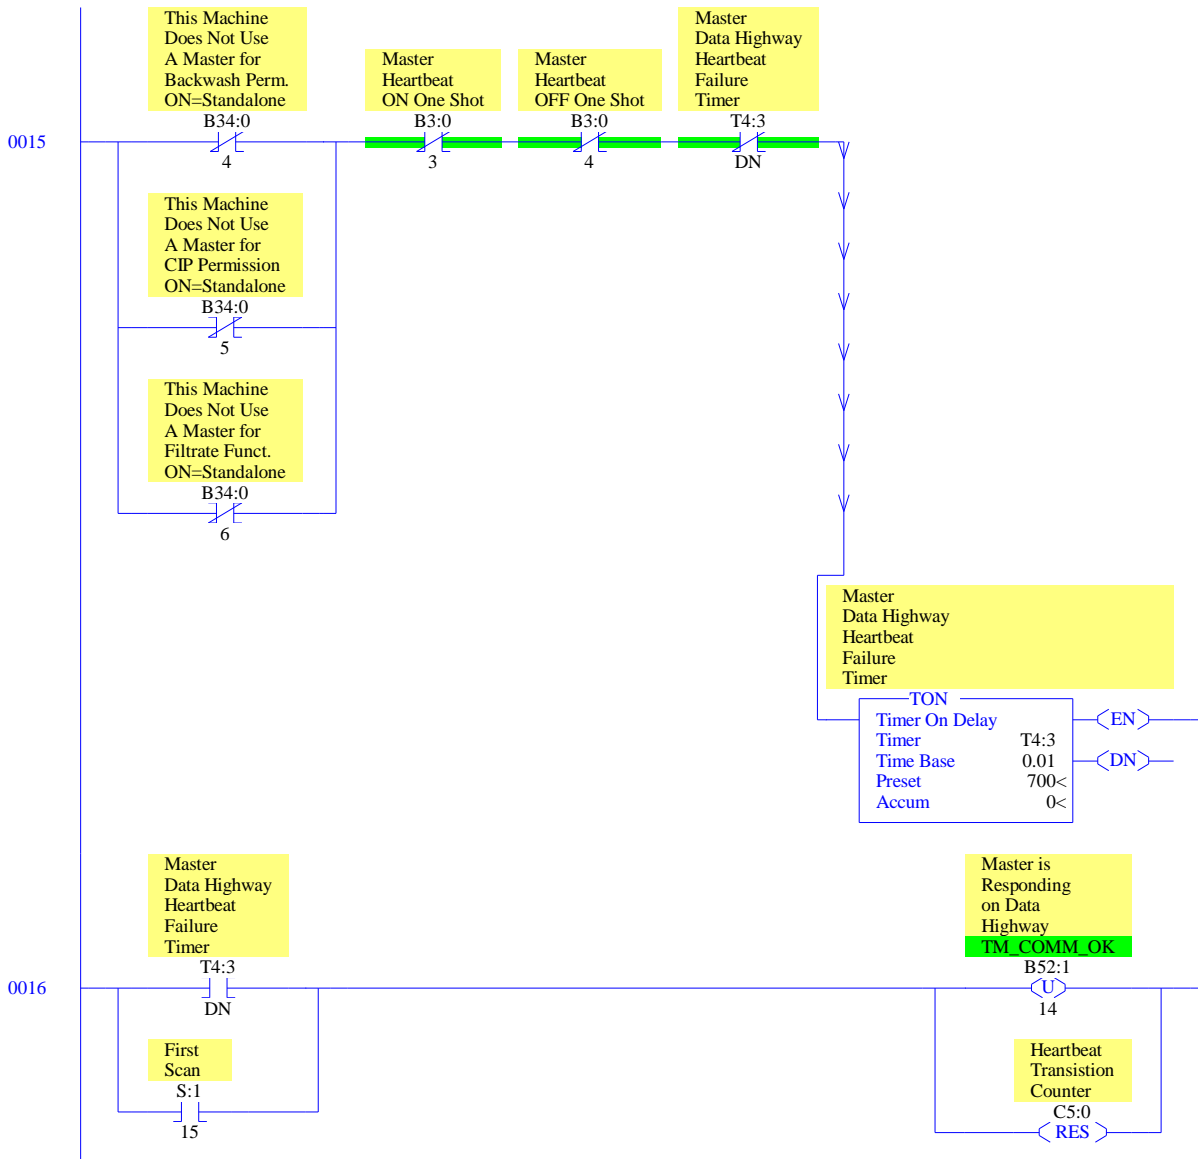 This Machine
Does Not Use
A Master for
Backwash Perm.
ON=Standalone
B34:0
4
Master
Heartbeat
ON One Shot
B3:0
3
Master
Heartbeat
OFF One Shot
B3:0
4
Master
Data Highway
Heartbeat
Failure
Timer
T4:3
DN
0015
This Machine
Does Not Use
A Master for
CIP Permission
ON=Standalone
B34:0
5
This Machine
Does Not Use
A Master for
Filtrate Funct.
ON=Standalone
B34:0
6
Master
Data Highway
Heartbeat
Failure
Timer
TON
Timer On Delay
Timer T4:3
Time Base 0.01
Preset 700<
Accum 0<
EN
DN
Master
Data Highway
Heartbeat
Failure
Timer
T4:3
DN
0016
First
Scan
S:1
15
Master is
Responding
on Data
Highway
TM_COMM_OK
B52:1
U
14
Heartbeat
Transistion
Counter
C5:0
RES